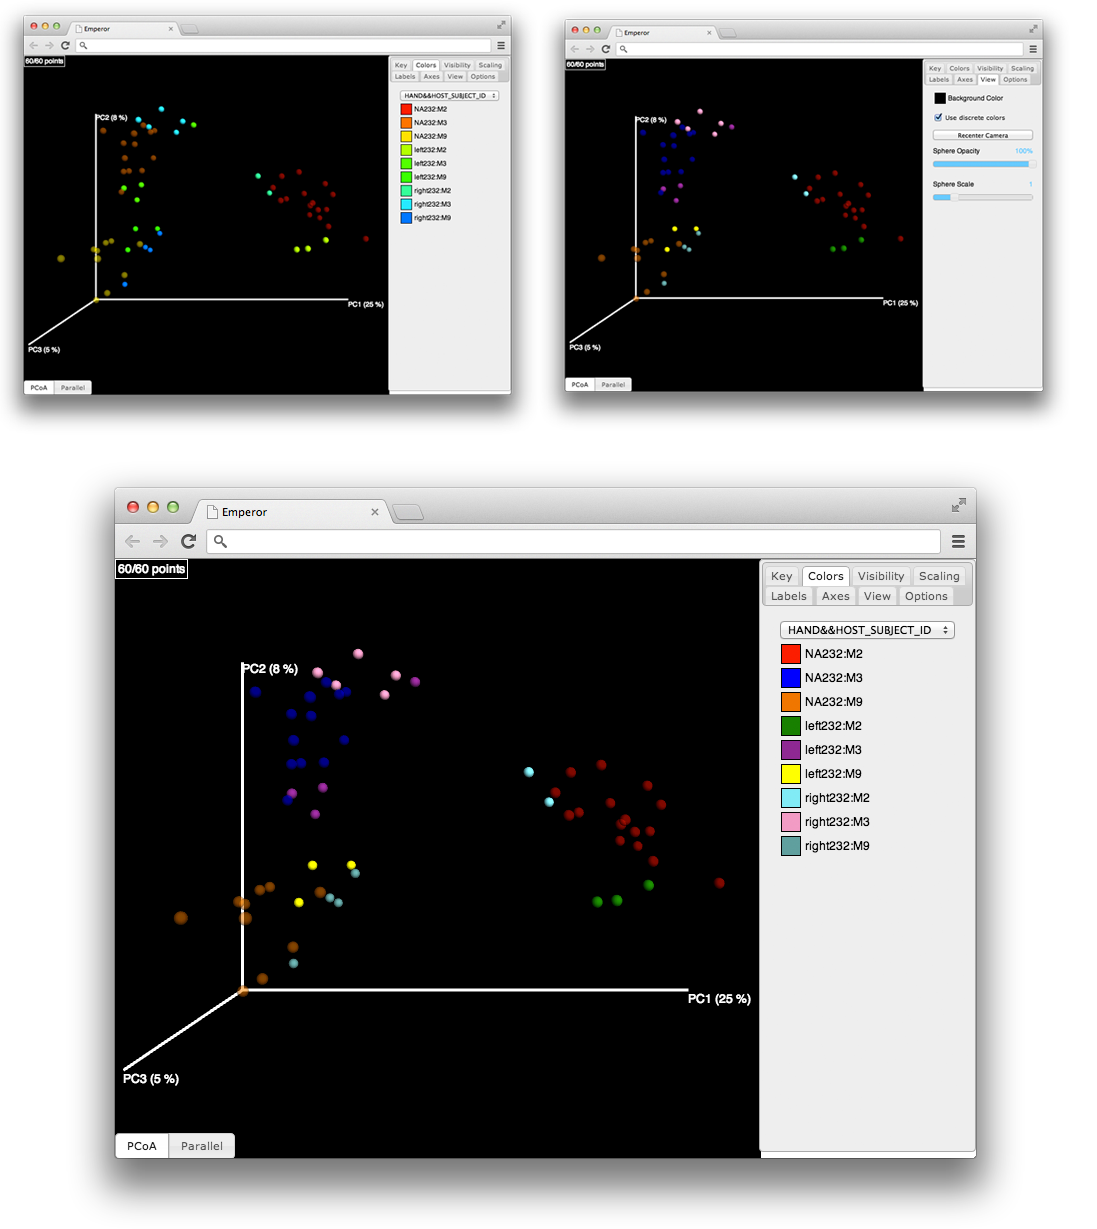 Emperor
60/60 points
Key Colors Visibility Scaling
Labels Axes View Options
HAND&&HOST_SUBJECT_ID
NA232:M2
NA232:M3
NA232:M9
left232:M2
left232:M3
left232:M9
right232:M2
right232:M3
right232:M9
PC2 (8 %)
PC1 (25 %)
PC3 (5 %)
PCoA Parallel
Emperor
60/60 points
Key Colors Visibility Scaling
Labels Axes View Options
Background Color
Use discrete colors
Recenter Camera
Sphere Opacity 100%
Sphere Scale 1
PC2 (8 %)
PC1 (25 %)
PC3 (5 %)
PCoA Parallel
Emperor
60/60 points
Key Colors Visibility Scaling
Labels Axes View Options
HAND&&HOST_SUBJECT_ID
NA232:M2
NA232:M3
NA232:M9
left232:M2
left232:M3
left232:M9
right232:M2
right232:M3
right232:M9
PC2 (8 %)
PC1 (25 %)
PC3 (5 %)
PCoA Parallel